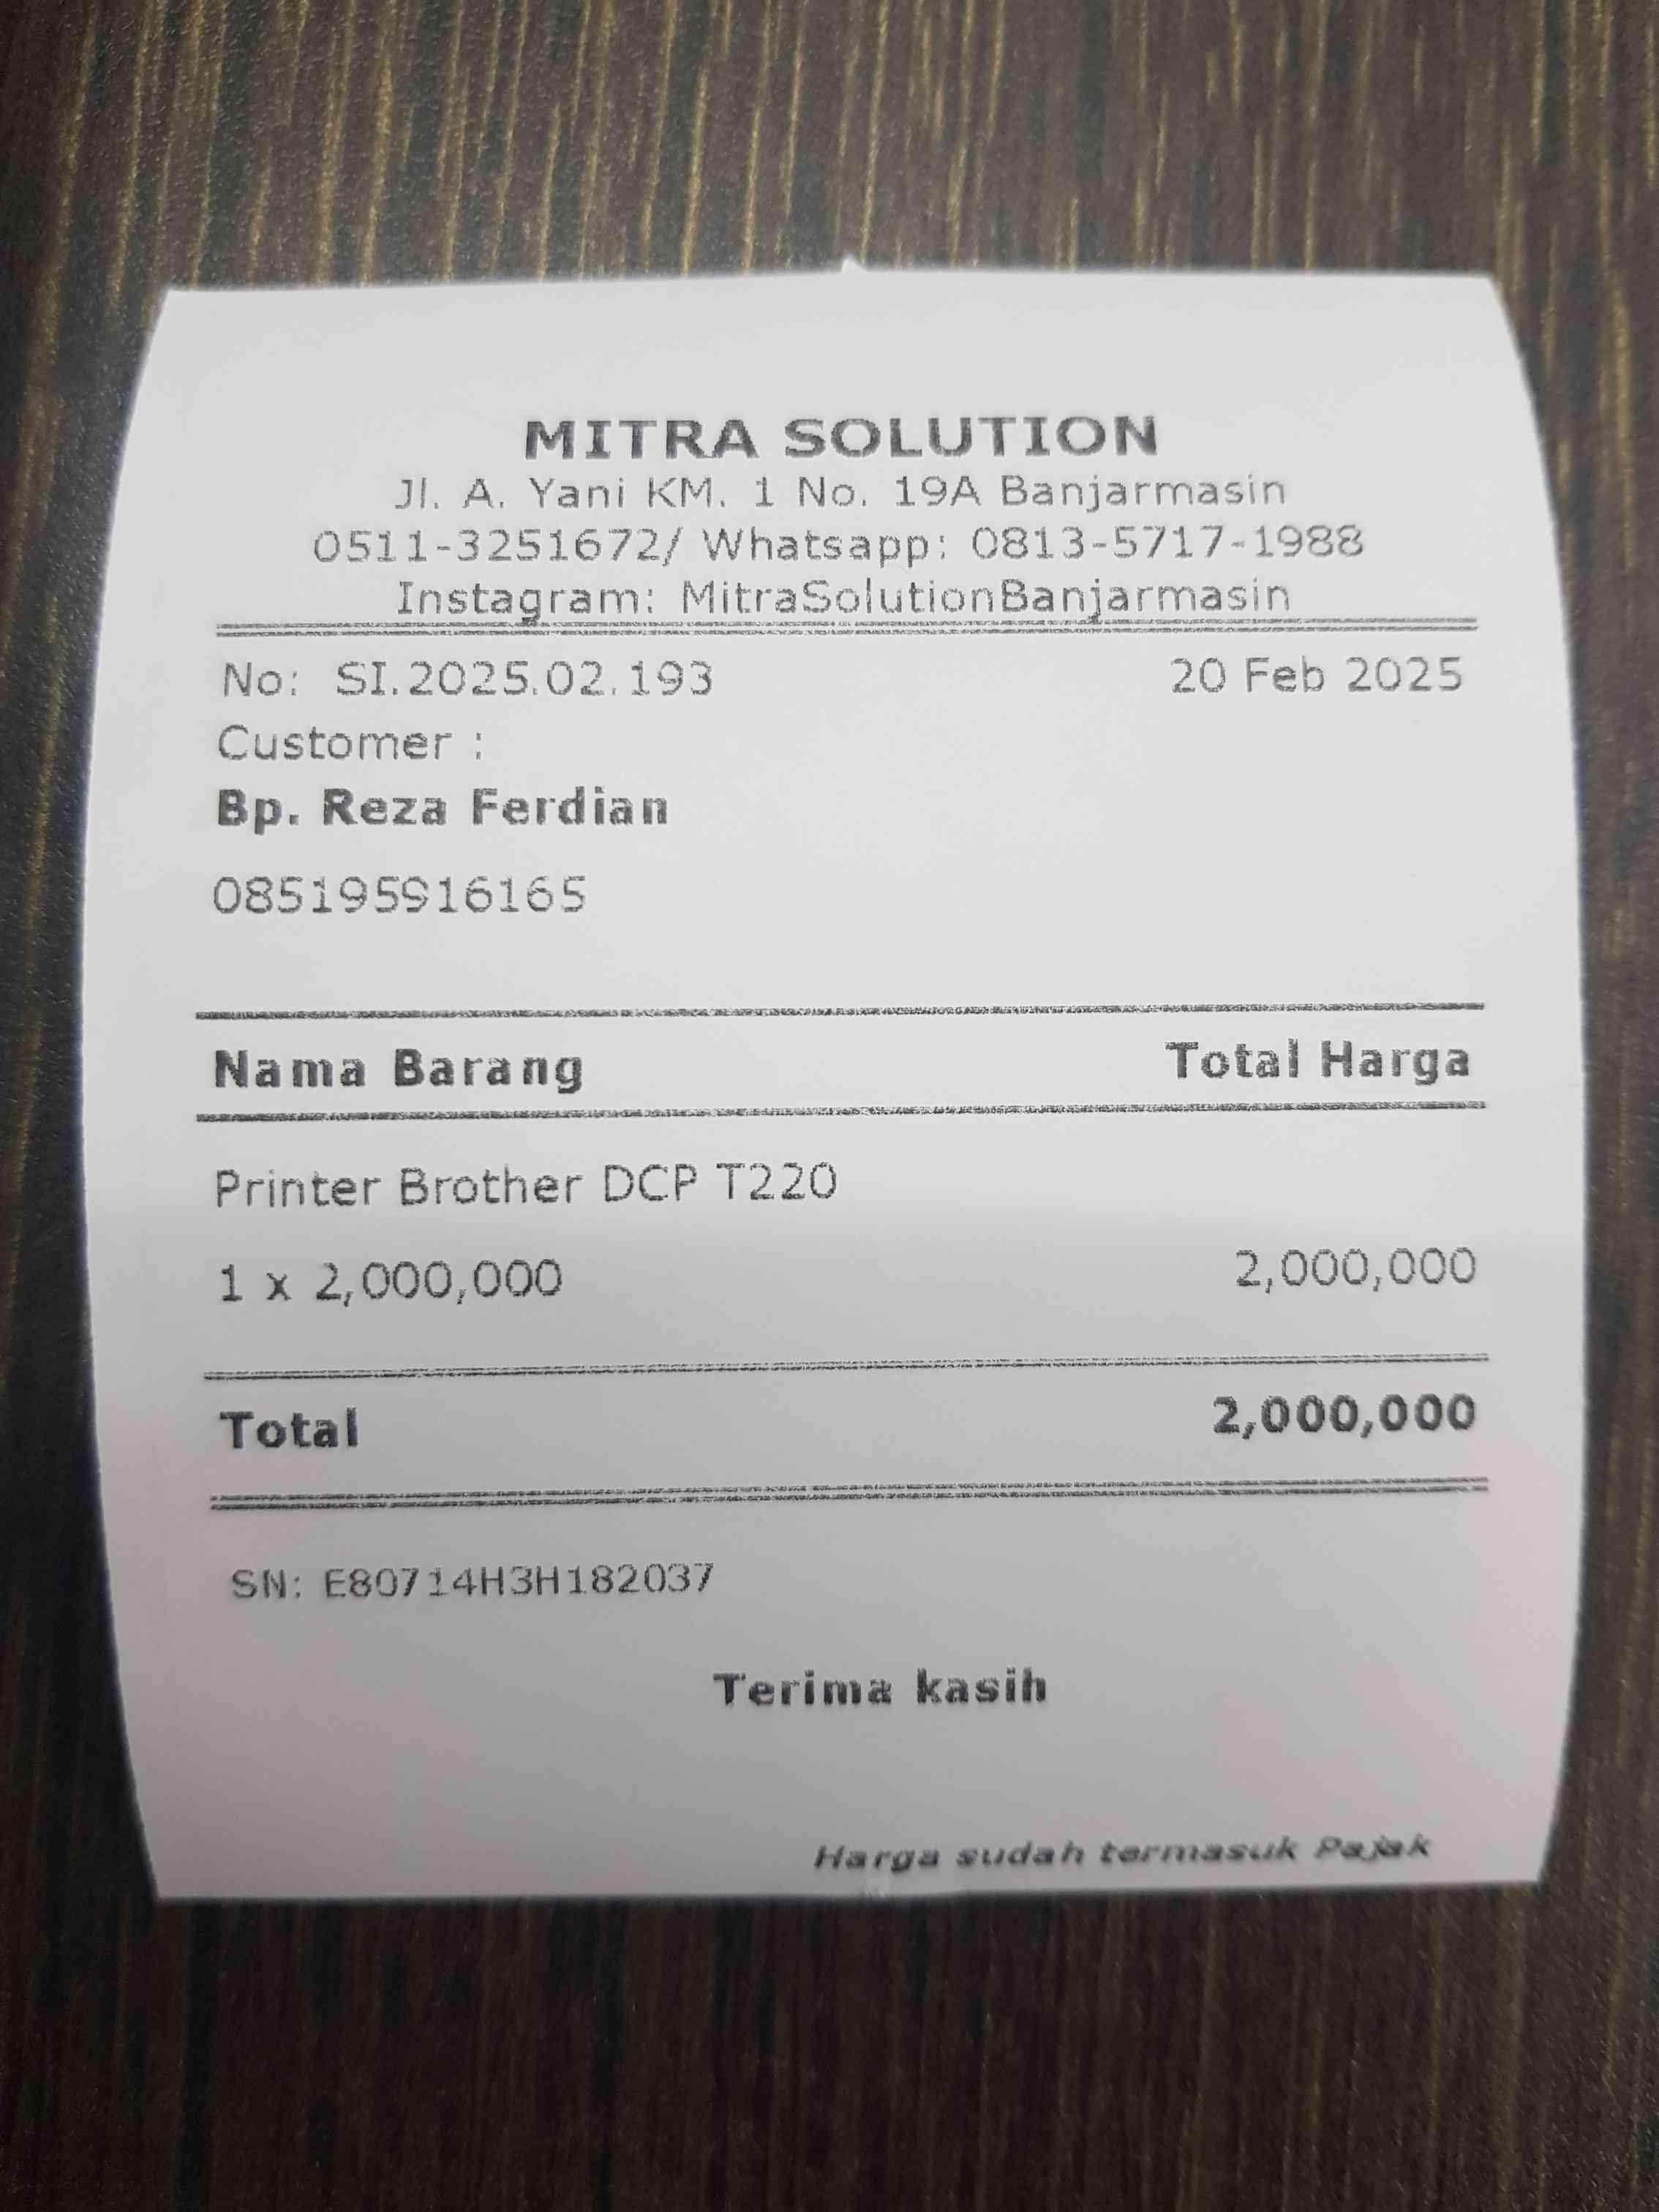 MITRA SOLUTION
Jl. A. Yani KM. 1 No. 19A Banjarmasin
0511-3251672/ Whatsapp: 0813-5717-1988
Instagram: MitraSolutionBanjarmasin
No: SI.2025.02.193 20 Feb 2025
Customer :
Bp. Reza Ferdian
085195916165
Nama Barang Total Harga
Printer Brother DCP T220
1 x 2,000,000 2,000,000
Total 2,000,000
SN: E80714H3H182037
Terima kasih
Harga sudah termasuk Pajak